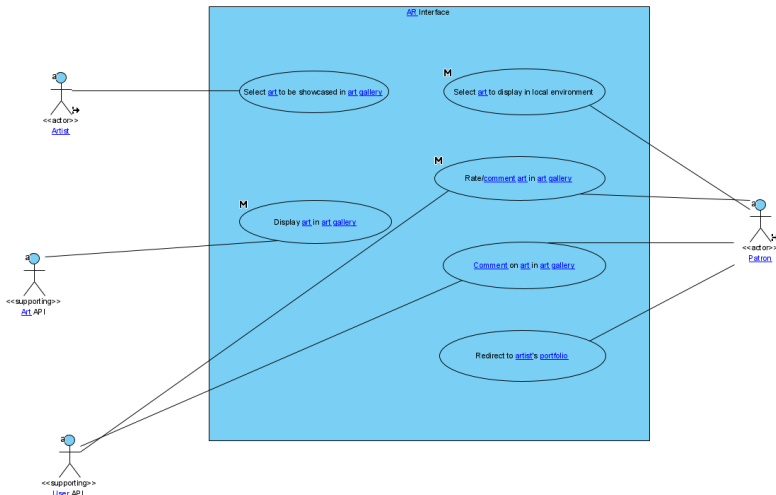 AR Interface
a
M
Select art to be showcased in art gallery
Select art to display in local environment
<<actor>>
Artist
M
Rate/comment art in art gallery
M
Display art in art gallery
a
<<actor>>
Patron
a
<<supporting>>
Art API
Comment on art in art gallery
Redirect to artist's portfolio
a
<<supporting>>
User API